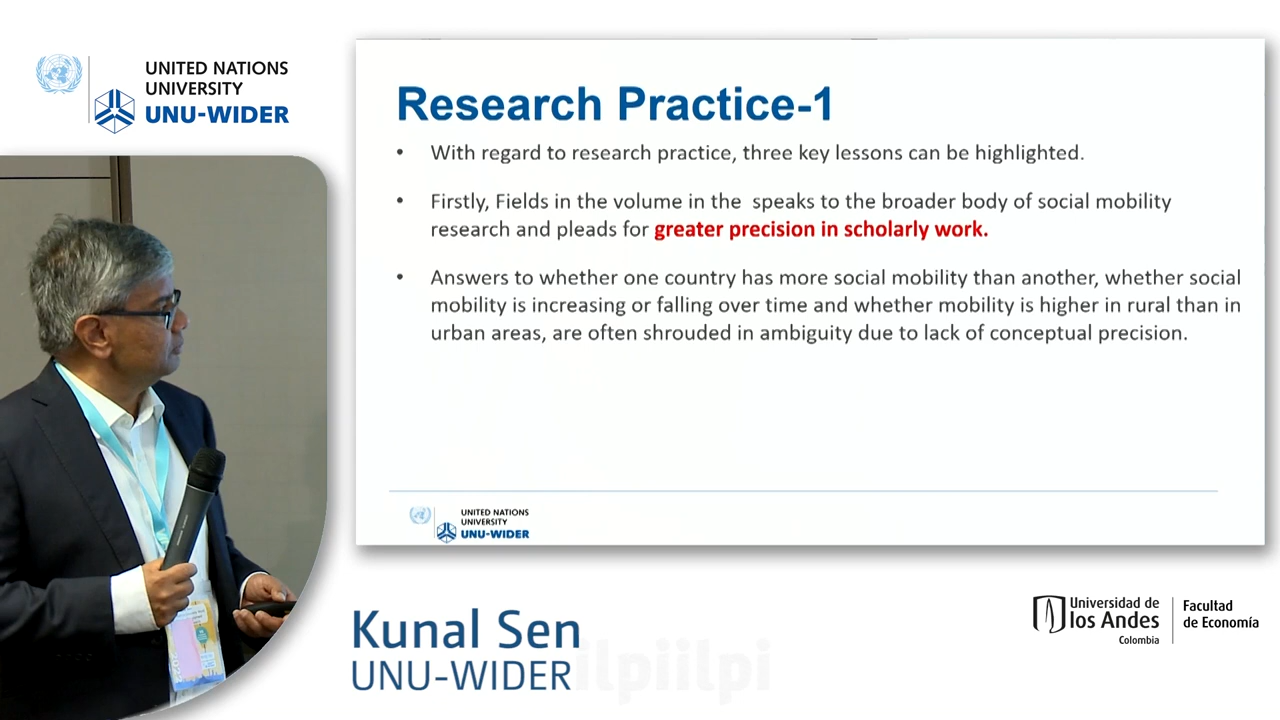 UNITED NATIONS
UNIVERSITY
UNU-WIDER
Research Practice-1
• With regard to research practice, three key lessons can be highlighted.
• Firstly, Fields in the volume in the speaks to the broader body of social mobility
research and pleads for greater precision in scholarly work.
• Answers to whether one country has more social mobility than another, whether social
mobility is increasing or falling over time and whether mobility is higher in rural than in
urban areas, are often shrouded in ambiguity due to lack of conceptual precision.
UNITED NATIONS
UNIVERSITY
UNU-WIDER
Kunal Sen
UNU-WIDER
Universidad de
los Andes
Colombia
Facultad
de Economía